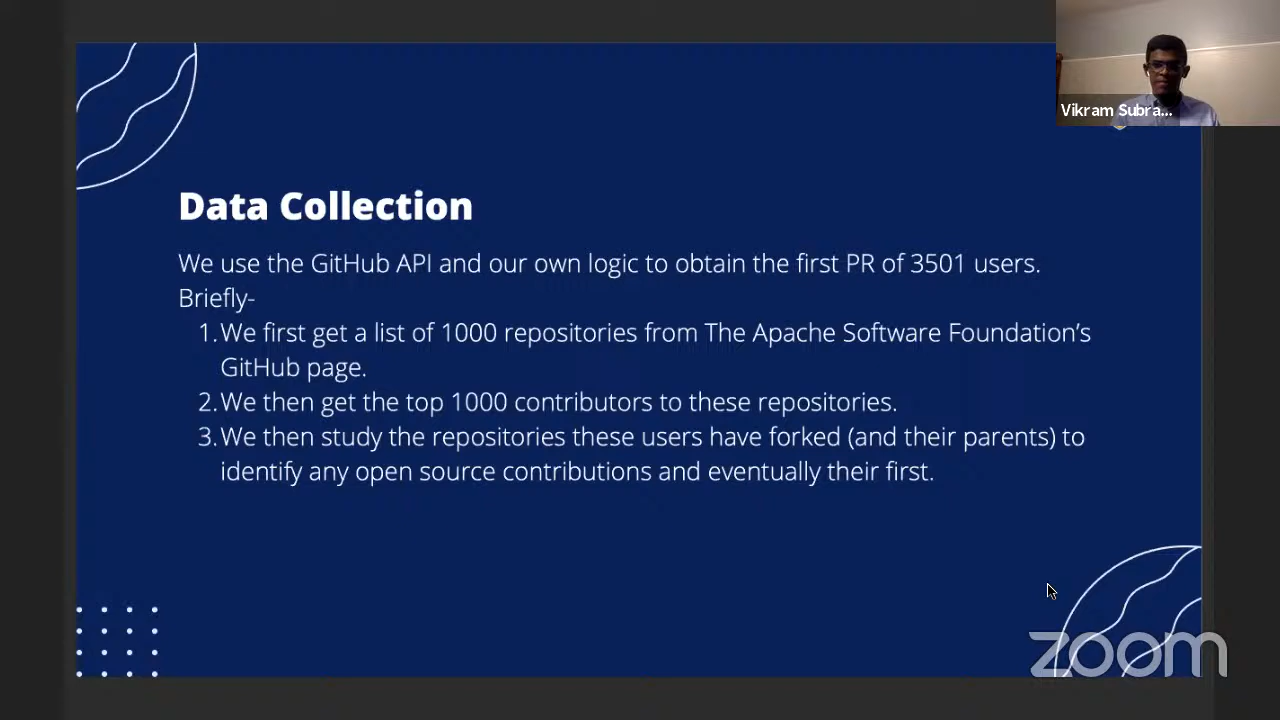 Vikram Subra...
Data Collection
We use the GitHub API and our own logic to obtain the first PR of 3501 users.
Briefly-
1. We first get a list of 1000 repositories from The Apache Software Foundation’s
GitHub page.
2. We then get the top 1000 contributors to these repositories.
3. We then study the repositories these users have forked (and their parents) to
identify any open source contributions and eventually their first.
zoom